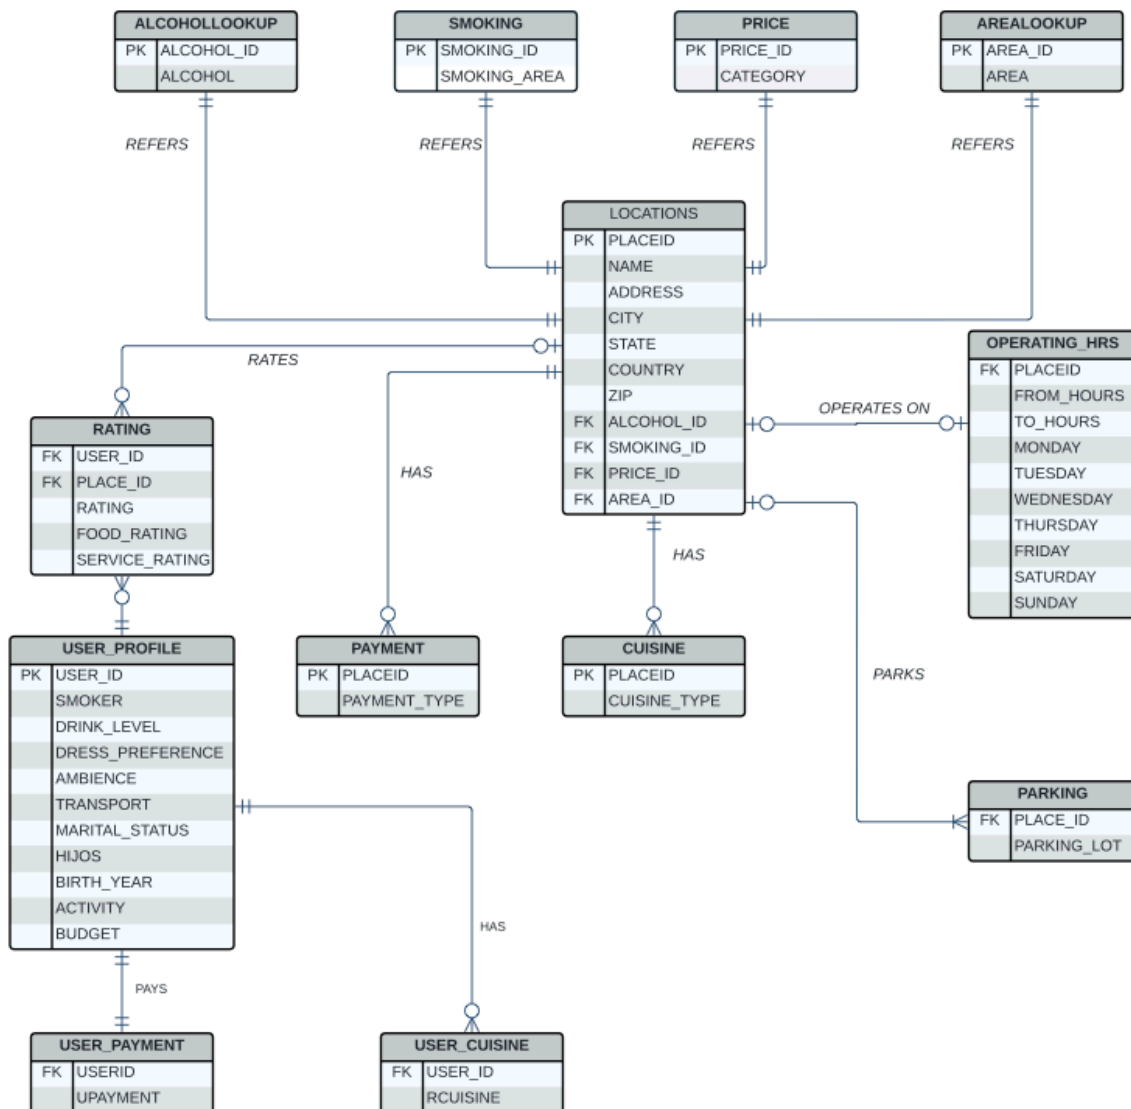 ALCOHOLLOOKUP
PK ALCOHOL_ID
ALCOHOL
SMOKING
PK SMOKING_ID
SMOKING_AREA
PRICE
PK PRICE_ID
CATEGORY
AREALOOKUP
PK AREA_ID
AREA
REFERS
REFERS
REFERS
REFERS
LOCATIONS
PK PLACEID
NAME
ADDRESS
CITY
STATE
COUNTRY
ZIP
FK ALCOHOL_ID
FK SMOKING_ID
FK PRICE_ID
FK AREA_ID
RATES
OPERATES ON
OPERATING_HRS
FK PLACEID
FROM_HOURS
TO_HOURS
MONDAY
TUESDAY
WEDNESDAY
THURSDAY
FRIDAY
SATURDAY
SUNDAY
RATING
FK USER_ID
FK PLACE_ID
RATING
FOOD_RATING
SERVICE_RATING
HAS
HAS
USER_PROFILE
PK USER_ID
SMOKER
DRINK_LEVEL
DRESS_PREFERENCE
AMBIENCE
TRANSPORT
MARITAL_STATUS
HIJOS
BIRTH_YEAR
ACTIVITY
BUDGET
PAYMENT
PK PLACEID
PAYMENT_TYPE
CUISINE
PK PLACEID
CUISINE_TYPE
PARKS
PARKING
FK PLACE_ID
PARKING_LOT
HAS
PAYS
USER_PAYMENT
FK USERID
UPAYMENT
USER_CUISINE
FK USER_ID
RCUISINE